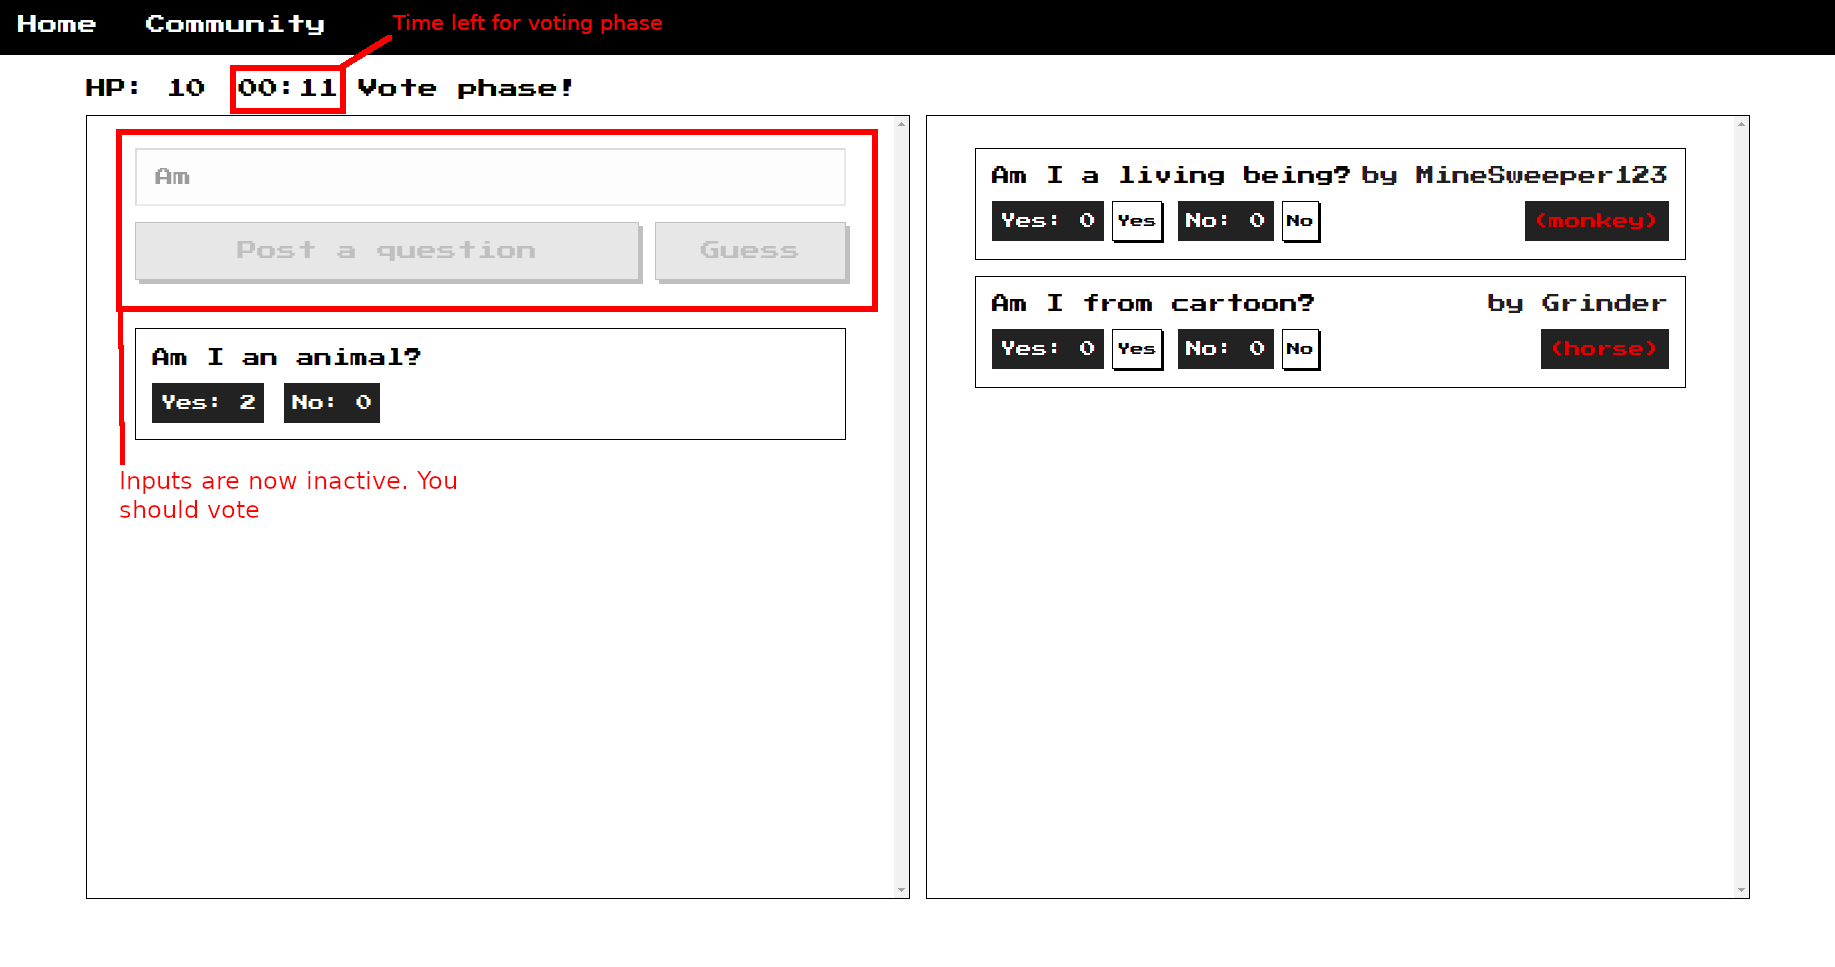 Home Community Time left for voting phase
HP: 10 00:11 Vote phase!
Am
Post a question Guess
Am I an animal?
Yes: 2 No: 0
Inputs are now inactive. You
should vote
Am I a living being? by MineSweeper123
Yes: 0 Yes No: 0 No (monkey)
Am I from cartoon? by Grinder
Yes: 0 Yes No: 0 No (horse)